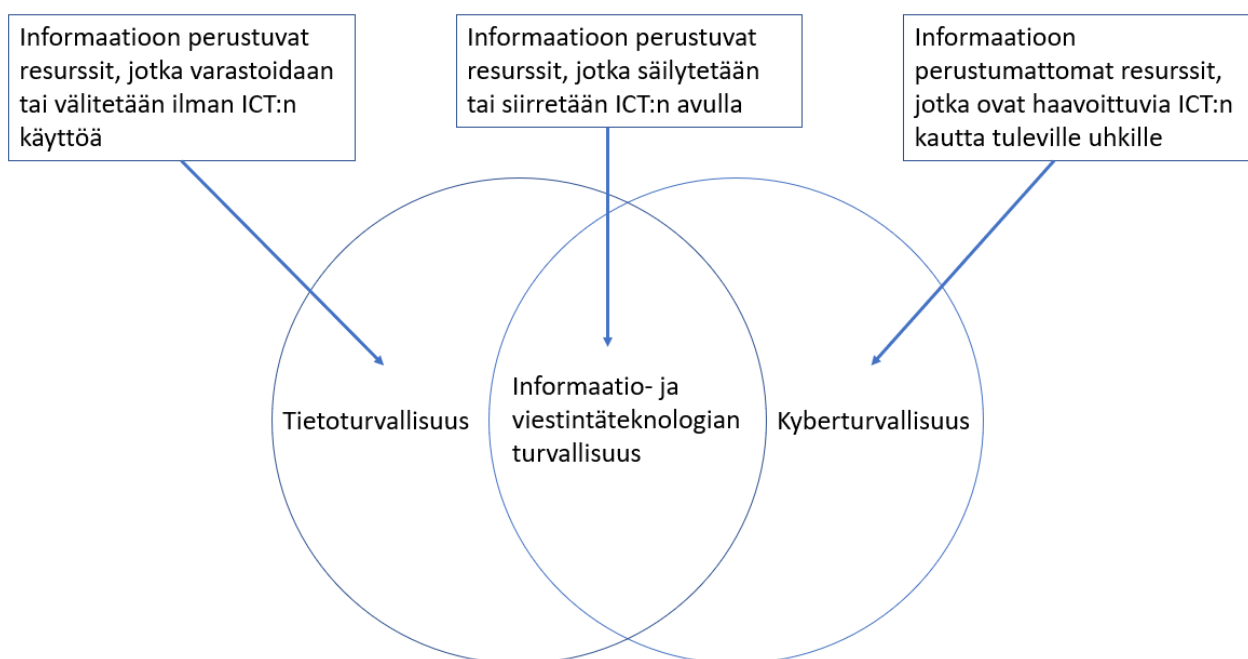 Informaatioon perustuvat
resurssit, jotka varastoidaan
tai välitetään ilman ICT:n
käyttöä
Informaatioon perustuvat
resurssit, jotka säilytetään
tai siirretään ICT:n avulla
Informaatioon
perustumattomat resurssit,
jotka ovat haavoittuvia ICT:n
kautta tuleville uhkille
Tietoturvallisuus
Informaatio- ja
viestintäteknologian
turvallisuus
Kyberturvallisuus